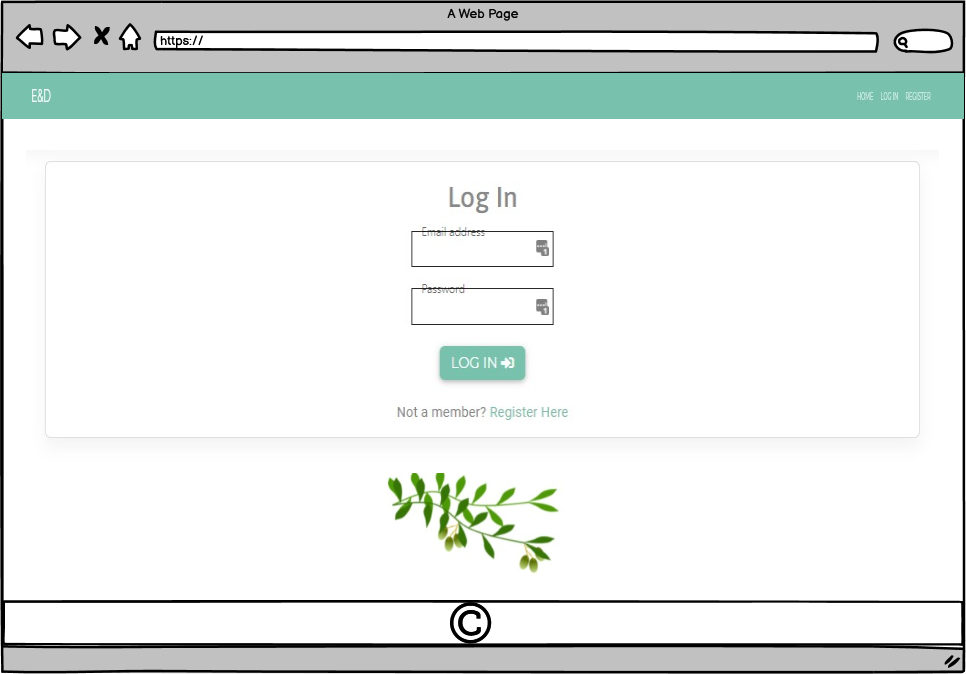 A Web Page
https://
E&D
HOME LOG IN REGISTER
Log In
Email address
Password
LOG IN
Not a member? Register Here
©